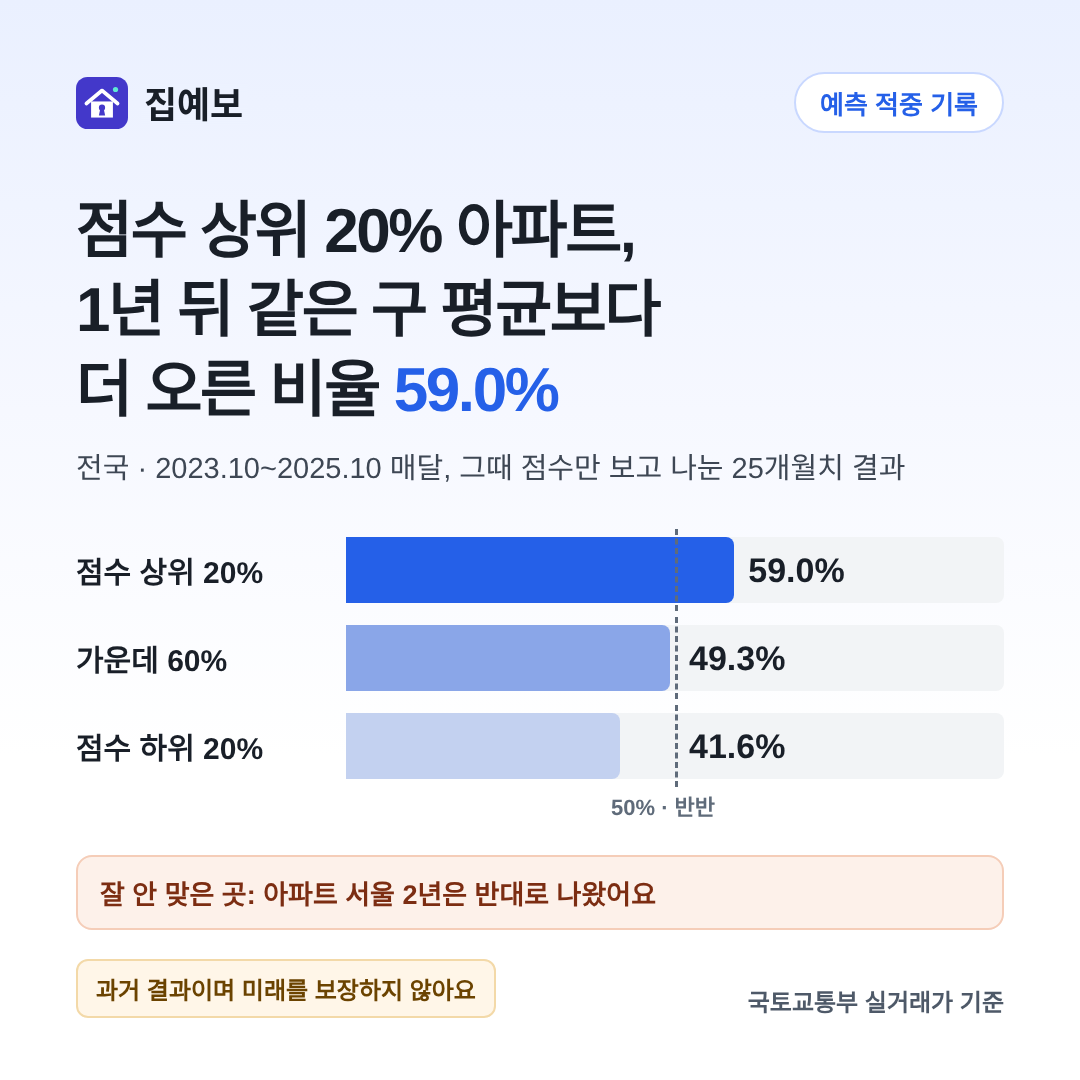 집예보
예측 적중 기록
점수 상위 20% 아파트,
1년 뒤 같은 구 평균보다
더 오른 비율 59.0%
전국 · 2023.10~2025.10 매달, 그때 점수만 보고 나눈 25개월치 결과
점수 상위 20% 59.0%
가운데 60% 49.3%
점수 하위 20% 41.6%
50% · 반반
잘 안 맞은 곳: 아파트 서울 2년은 반대로 나왔어요
과거 결과이며 미래를 보장하지 않아요
국토교통부 실거래가 기준